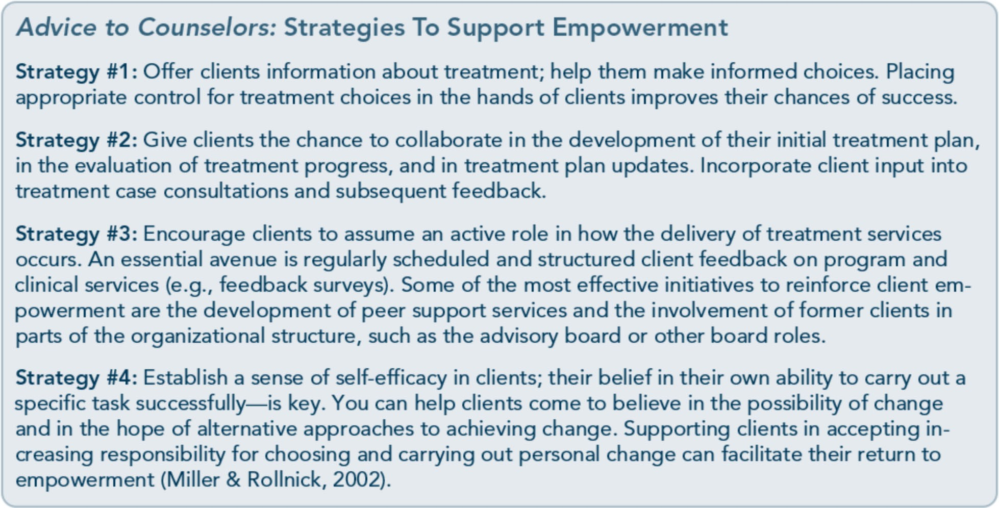 Advice to Counselors: Strategies To Support Empowerment
Strategy #1: Offer clients information about treatment; help them make informed choices. Placing
appropriate control for treatment choices in the hands of clients improves their chances of success.
Strategy #2: Give clients the chance to collaborate in the development of their initial treatment plan,
in the evaluation of treatment progress, and in treatment plan updates. Incorporate client input into
treatment case consultations and subsequent feedback.
Strategy #3: Encourage clients to assume an active role in how the delivery of treatment services
occurs. An essential avenue is regularly scheduled and structured client feedback on program and
clinical services (e.g., feedback surveys). Some of the most effective initiatives to reinforce client em-
powerment are the development of peer support services and the involvement of former clients in
parts of the organizational structure, such as the advisory board or other board roles.
Strategy #4: Establish a sense of self-efficacy in clients; their belief in their own ability to carry out a
specific task successfully—is key. You can help clients come to believe in the possibility of change
and in the hope of alternative approaches to achieving change. Supporting clients in accepting in-
creasing responsibility for choosing and carrying out personal change can facilitate their return to
empowerment (Miller & Rollnick, 2002).